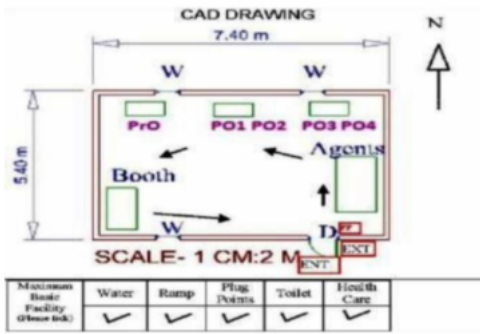 CAD DRAWING
7.40 m
N
W W
PrO PO1 PO2 PO3 PO4
5.40 m
Agents
Booth
W D
SCALE- 1 CM:2 M
EXT
ENT
Maximum Basic Facility (Please tick) Water Ramp Plug Points Toilet Health Care